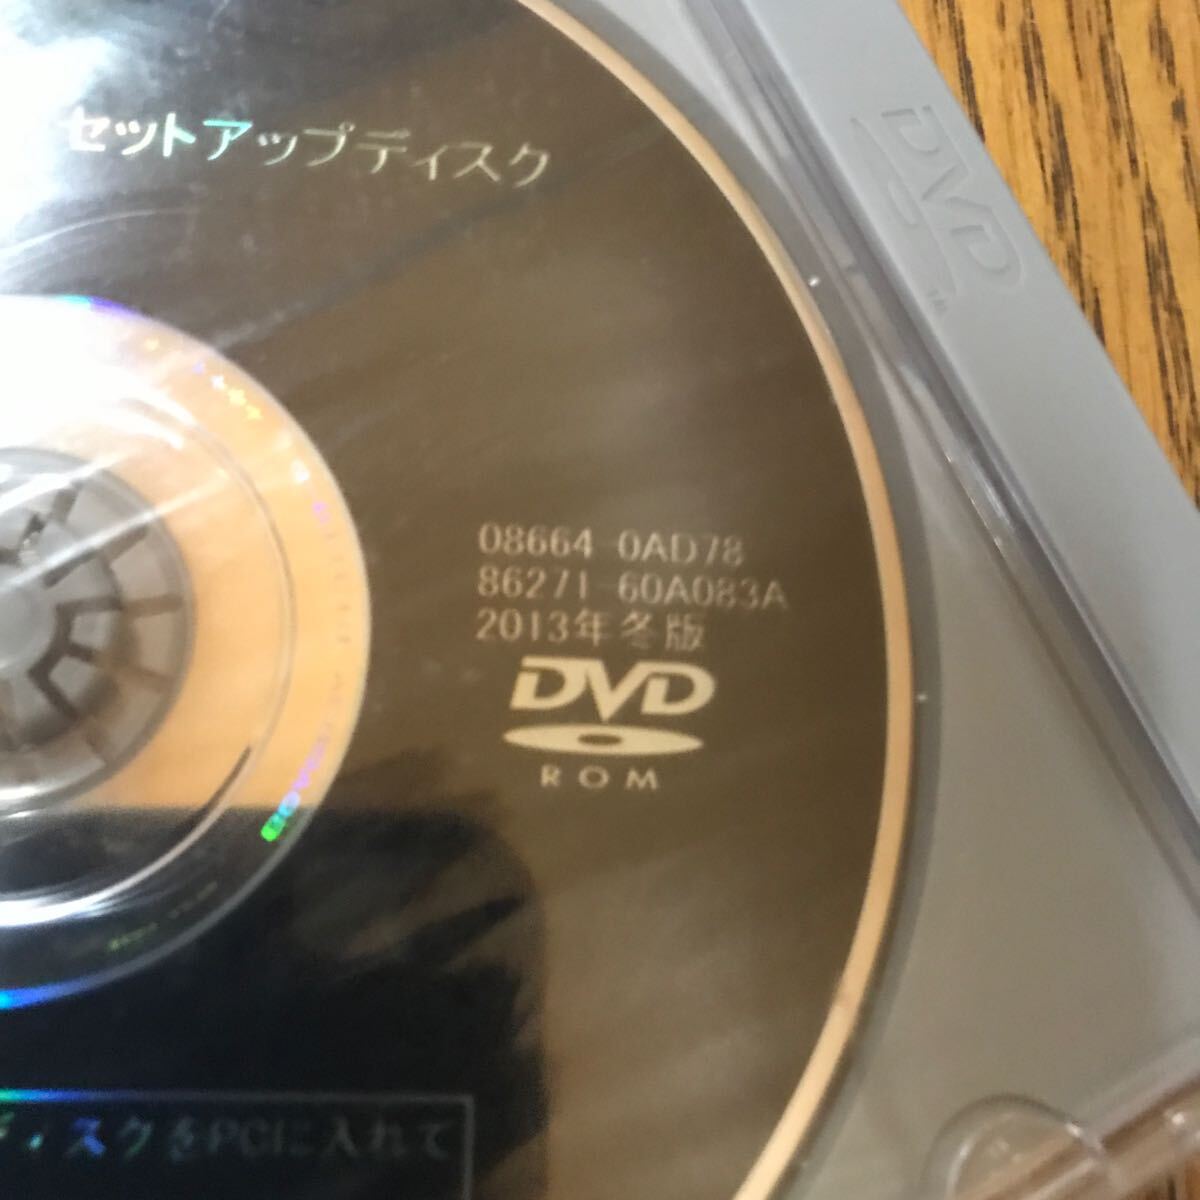 セットアップディスク
DVD
TM
08664-0AD78
86271-60A083A
2013年冬版
DVD
ROM
ディスクをPCに入れて